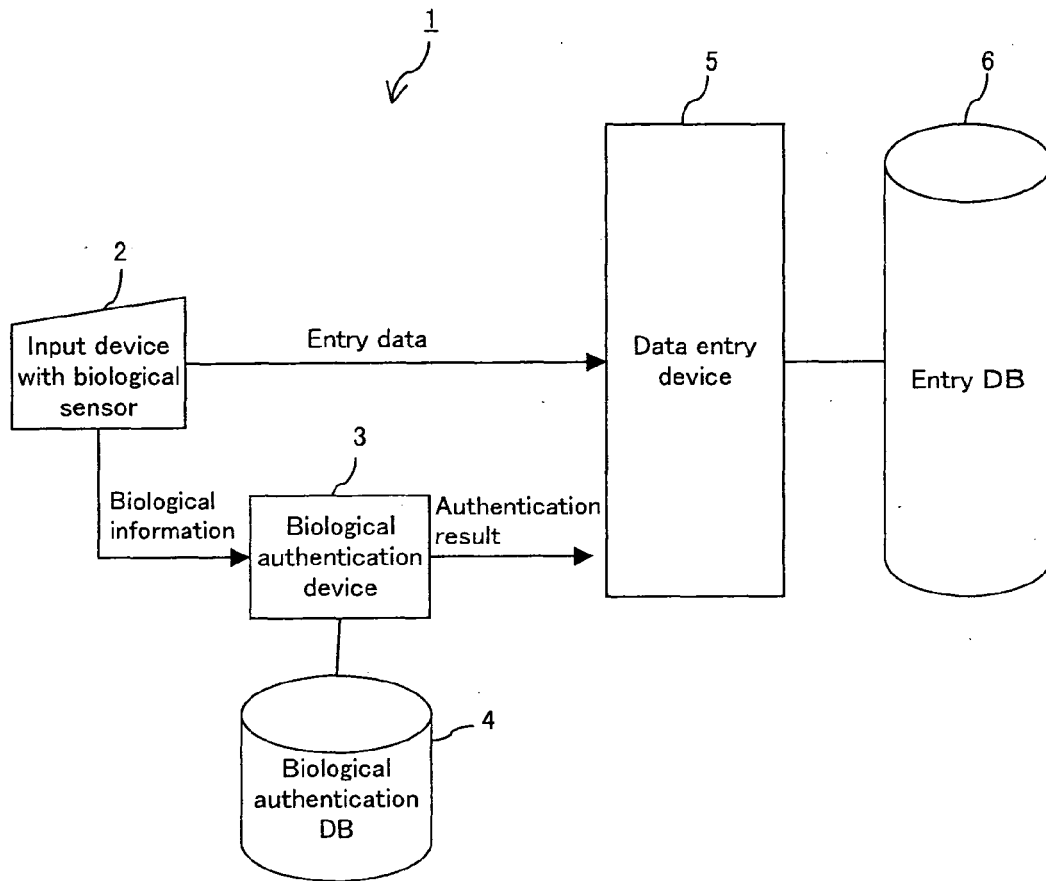 1
5
6
2
Input device
with biological
sensor
Entry data
Data entry
device
Entry DB
3
Biological
information
Biological
authentication
device
Authentication
result
4
Biological
authentication
DB